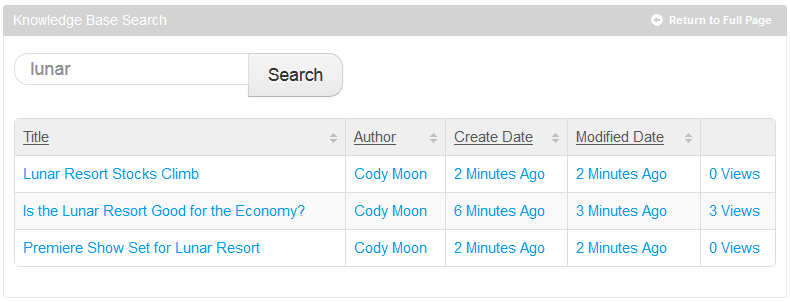 Knowledge Base Search Return to Full Page
lunar Search
Title Author Create Date Modified Date
Lunar Resort Stocks Climb Cody Moon 2 Minutes Ago 2 Minutes Ago 0 Views
Is the Lunar Resort Good for the Economy? Cody Moon 6 Minutes Ago 3 Minutes Ago 3 Views
Premiere Show Set for Lunar Resort Cody Moon 2 Minutes Ago 2 Minutes Ago 0 Views